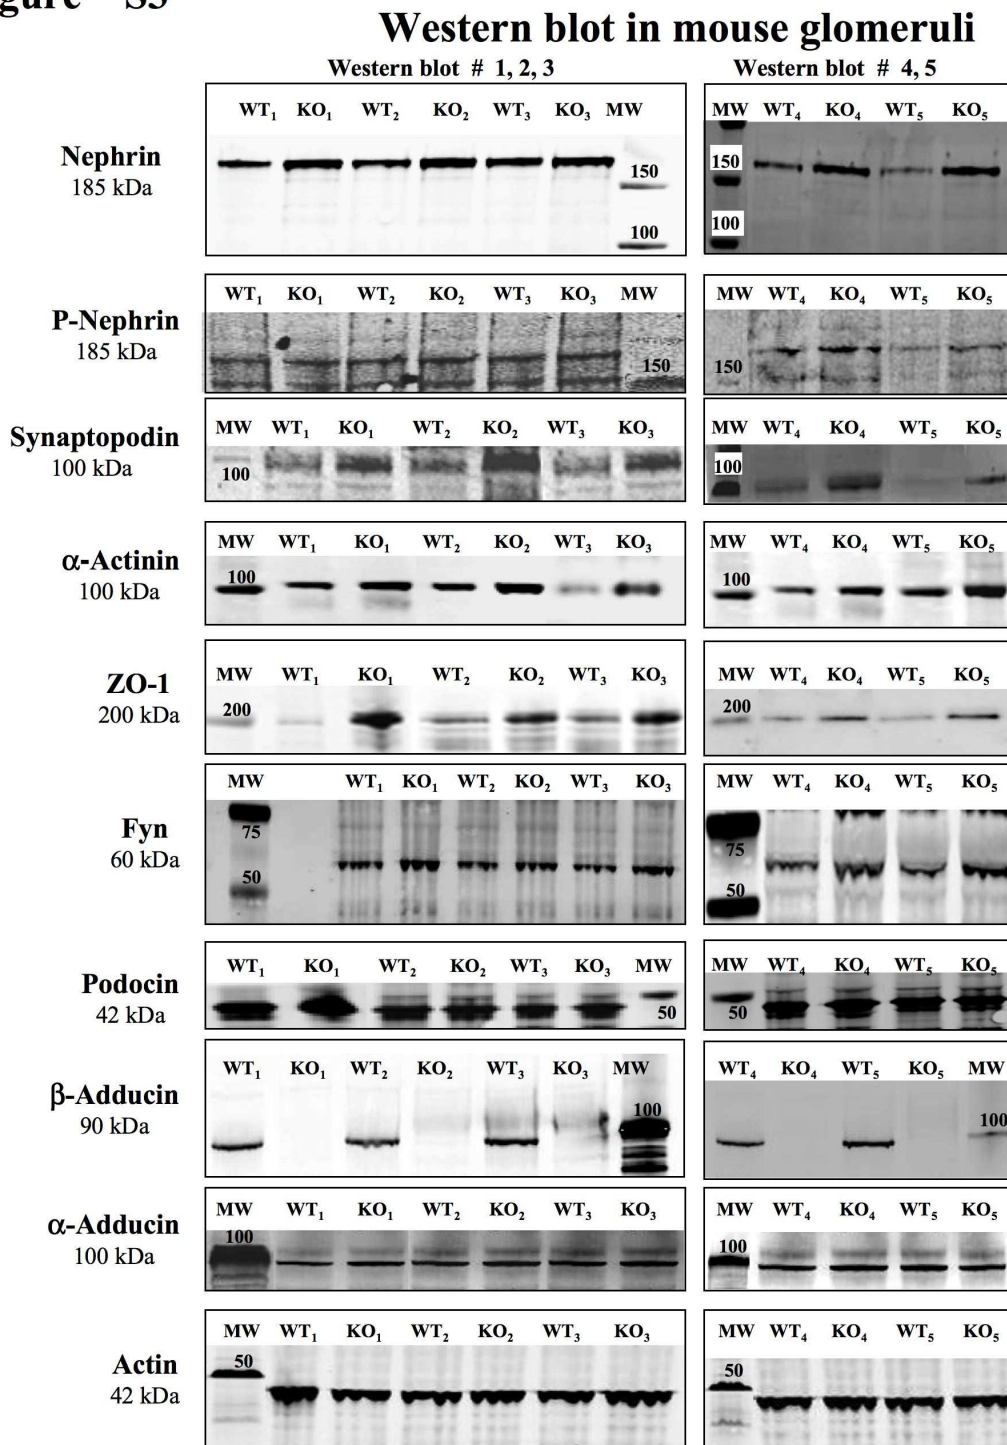 gure S3
Western blot in mouse glomeruli
Western blot # 1, 2, 3
Western blot # 4, 5
Nephrin
185 kDa
WT₁ KO₁ WT₂ KO₂ WT₃ KO₃ MW
150
100
MW WT₄ KO₄ WT₅ KO₅
150
100
P-Nephrin
185 kDa
WT₁ KO₁ WT₂ KO₂ WT₃ KO₃ MW
150
MW WT₄ KO₄ WT₅ KO₅
150
Synaptopodin
100 kDa
MW WT₁ KO₁ WT₂ KO₂ WT₃ KO₃
100
MW WT₄ KO₄ WT₅ KO₅
100
α-Actinin
100 kDa
MW WT₁ KO₁ WT₂ KO₂ WT₃ KO₃
100
MW WT₄ KO₄ WT₅ KO₅
100
ZO-1
200 kDa
MW WT₁ KO₁ WT₂ KO₂ WT₃ KO₃
200
MW WT₄ KO₄ WT₅ KO₅
200
Fyn
60 kDa
MW WT₁ KO₁ WT₂ KO₂ WT₃ KO₃
75
50
MW WT₄ KO₄ WT₅ KO₅
75
50
Podocin
42 kDa
WT₁ KO₁ WT₂ KO₂ WT₃ KO₃ MW
50
MW WT₄ KO₄ WT₅ KO₅
50
β-Adducin
90 kDa
WT₁ KO₁ WT₂ KO₂ WT₃ KO₃ MW
100
WT₄ KO₄ WT₅ KO₅ MW
100
α-Adducin
100 kDa
MW WT₁ KO₁ WT₂ KO₂ WT₃ KO₃
100
MW WT₄ KO₄ WT₅ KO₅
100
Actin
42 kDa
MW WT₁ KO₁ WT₂ KO₂ WT₃ KO₃
50
MW WT₄ KO₄ WT₅ KO₅
50